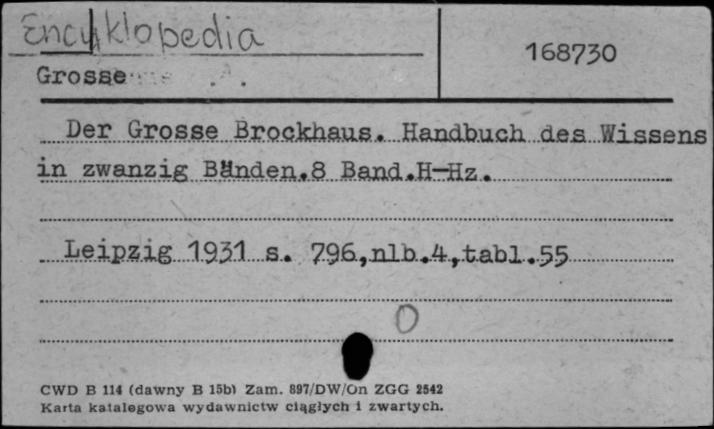 Encyklopedia
168730
Grosse
Der Grosse Brockhaus. Handbuch des Wissens
in zwanzig Bänden.8 Band.H-Hz.
Leipzig 1931 s. 796,nlb.4,tabl.55
O
CWD B 114 (dawny B 15b) Zam. 897/DW/On ZGG 2542
Karta katalogowa wydawnictw ciągłych i zwartych.